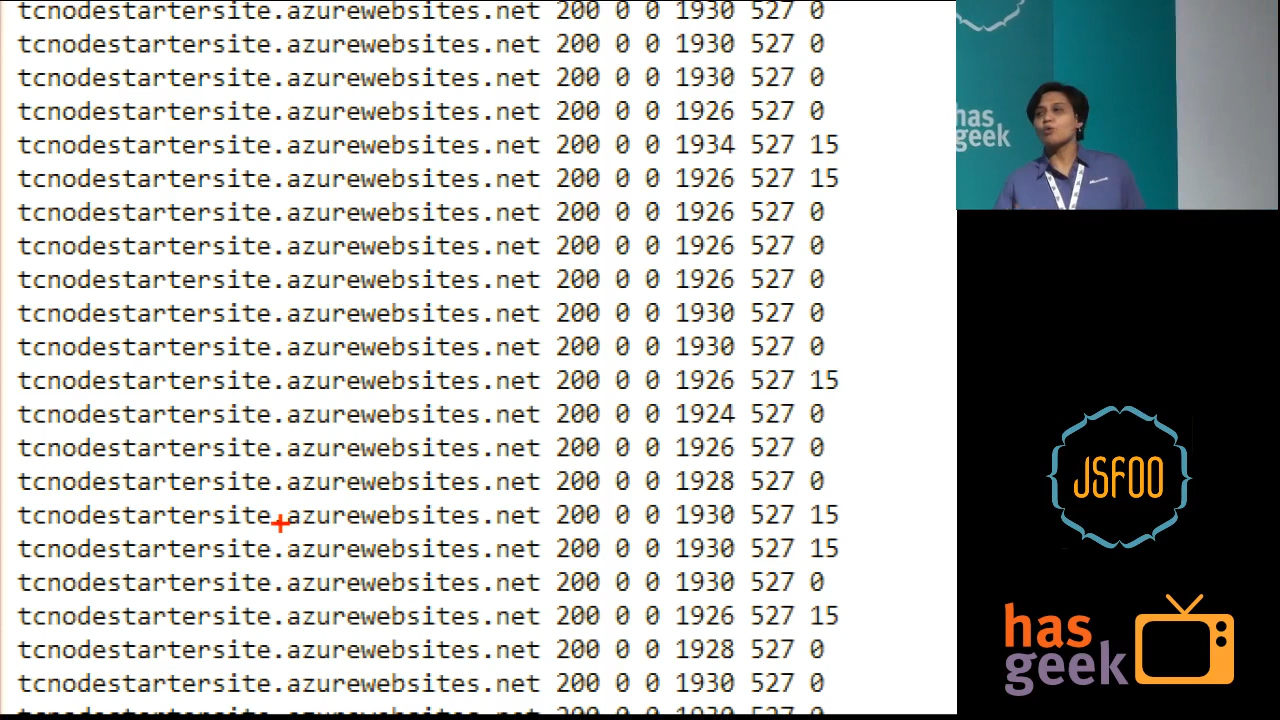 tcnodestartersite.azurewebsites.net 200 0 0 1930 527 0
tcnodestartersite.azurewebsites.net 200 0 0 1930 527 0
tcnodestartersite.azurewebsites.net 200 0 0 1930 527 0
tcnodestartersite.azurewebsites.net 200 0 0 1926 527 0
tcnodestartersite.azurewebsites.net 200 0 0 1934 527 15
tcnodestartersite.azurewebsites.net 200 0 0 1926 527 15
tcnodestartersite.azurewebsites.net 200 0 0 1926 527 0
tcnodestartersite.azurewebsites.net 200 0 0 1926 527 0
tcnodestartersite.azurewebsites.net 200 0 0 1926 527 0
tcnodestartersite.azurewebsites.net 200 0 0 1930 527 0
tcnodestartersite.azurewebsites.net 200 0 0 1930 527 0
tcnodestartersite.azurewebsites.net 200 0 0 1926 527 15
tcnodestartersite.azurewebsites.net 200 0 0 1924 527 0
tcnodestartersite.azurewebsites.net 200 0 0 1926 527 0
tcnodestartersite.azurewebsites.net 200 0 0 1928 527 0
tcnodestartersite.azurewebsites.net 200 0 0 1930 527 15
tcnodestartersite.azurewebsites.net 200 0 0 1930 527 15
tcnodestartersite.azurewebsites.net 200 0 0 1930 527 0
tcnodestartersite.azurewebsites.net 200 0 0 1926 527 15
tcnodestartersite.azurewebsites.net 200 0 0 1928 527 0
tcnodestartersite.azurewebsites.net 200 0 0 1930 527 0
has
geek
JSFOO
has
geek